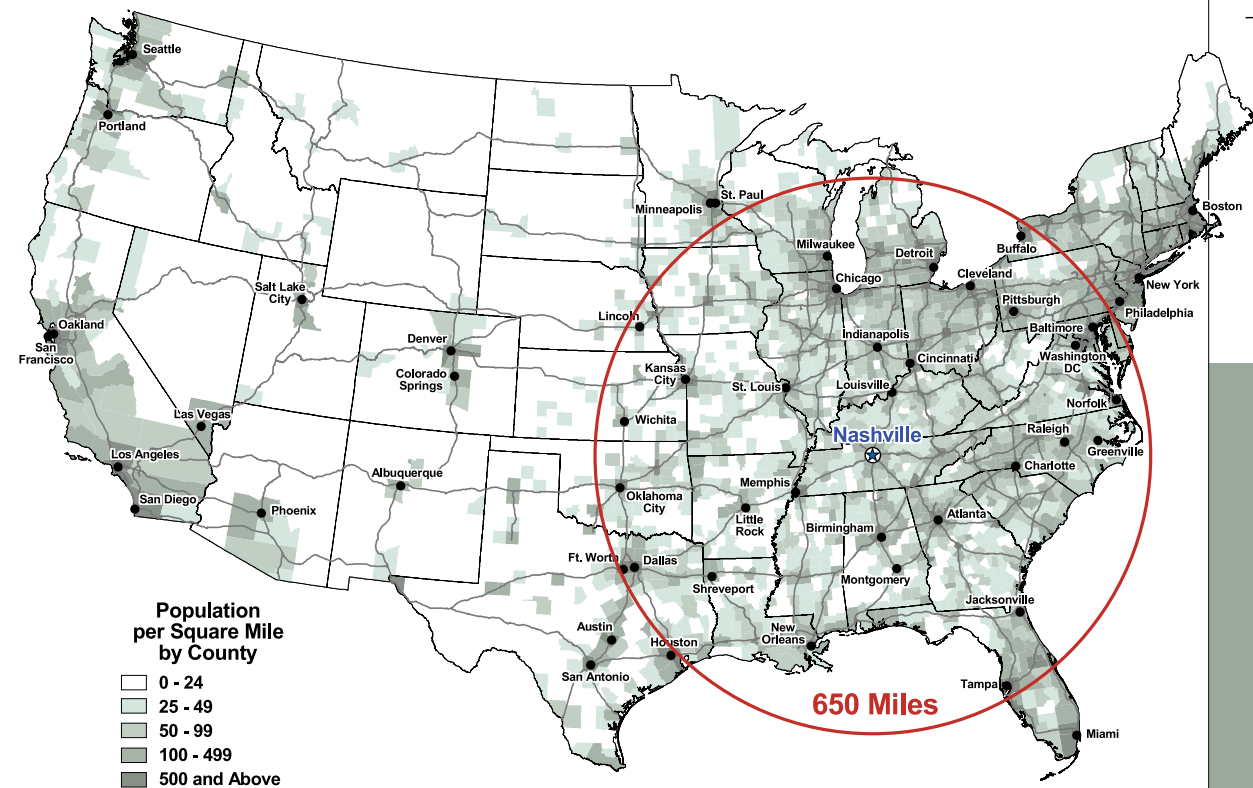 Seattle
Portland
Minneapolis
St. Paul
Boston
Milwaukee
Detroit
Buffalo
Chicago
Cleveland
New York
Salt Lake
City
Pittsburgh
Philadelphia
Oakland
San
Francisco
Lincoln
Indianapolis
Baltimore
Denver
Washington
DC
Cincinnati
Colorado
Springs
Kansas
City
St. Louis
Louisville
Norfolk
Las Vegas
Wichita
Nashville
Raleigh
Greenville
Los Angeles
Albuquerque
Charlotte
Memphis
San Diego
Oklahoma
City
Phoenix
Little
Rock
Birmingham
Atlanta
Ft. Worth
Dallas
Montgomery
Shreveport
Jacksonville
Austin
New
Orleans
Houston
San Antonio
Tampa
650 Miles
Miami
Population
per Square Mile
by County
0 - 24
25 - 49
50 - 99
100 - 499
500 and Above